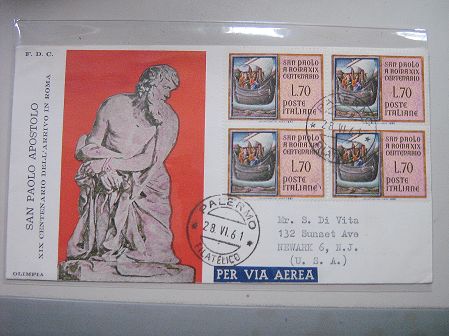 F. D. C.
SAN PAOLO APOSTOLO
XIX CENTENARIO DELL'ARRIVO IN ROMA
OLIMPIA
SAN PAOLO
A ROMA XIX
CENTENARIO
L.70
POSTE
ITALIANE
SAN PAOLO
A ROMA XIX
CENTENARIO
L.70
POSTE
ITALIANE
SAN PAOLO
A ROMA XIX
CENTENARIO
L.70
POSTE
ITALIANE
SAN PAOLO
A ROMA XIX
CENTENARIO
L.70
POSTE
ITALIANE
28 VI.61
PALERMO
28 VI.61
FILATELICO
PER VIA AEREA
Mr. S. Di Vita
132 Sunset Ave
NEWARK 6, N.J.
(U. S. A.)